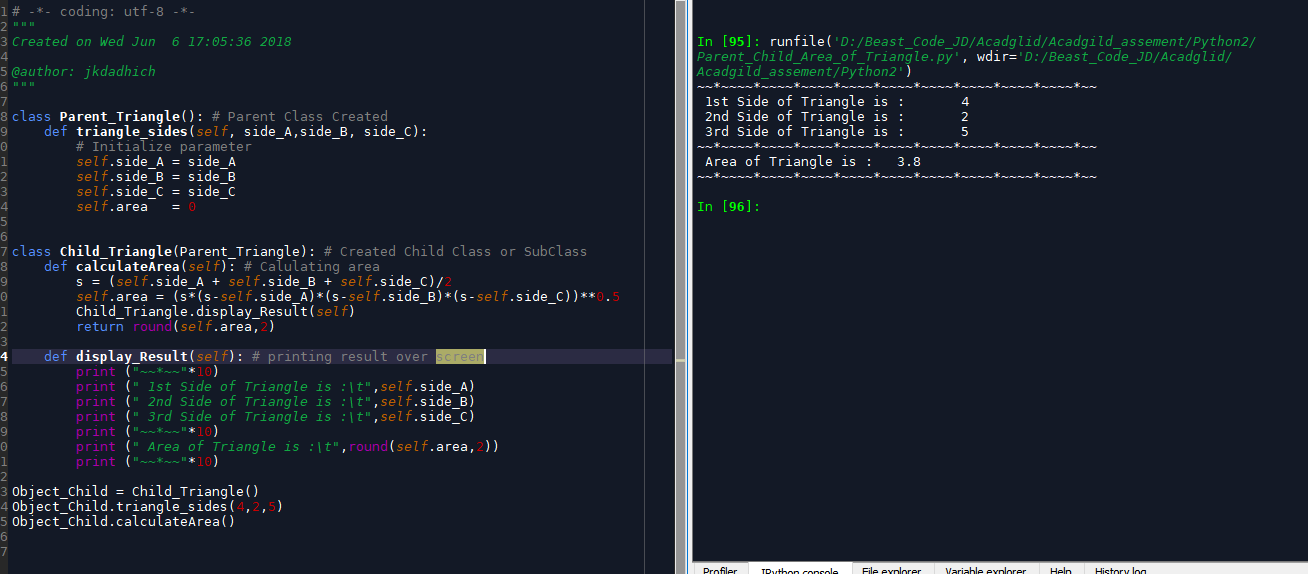 1 # -*- coding: utf-8 -*-
2 """
3 Created on Wed Jun  6 17:05:36 2018
4
5 @author: jkdadhich
6 """
7
8 class Parent_Triangle(): # Parent Class Created
9     def triangle_sides(self, side_A,side_B, side_C):
0         # Initialize parameter
1         self.side_A = side_A
2         self.side_B = side_B
3         self.side_C = side_C
4         self.area   = 0
5
6
7 class Child_Triangle(Parent_Triangle): # Created Child Class or SubClass
8     def calculateArea(self): # Calulating area
9         s = (self.side_A + self.side_B + self.side_C)/2
0         self.area = (s*(s-self.side_A)*(s-self.side_B)*(s-self.side_C))**0.5
1         Child_Triangle.display_Result(self)
2         return round(self.area,2)
3
4     def display_Result(self): # printing result over screen
5         print ("~~*~~"*10)
6         print (" 1st Side of Triangle is :\t",self.side_A)
7         print (" 2nd Side of Triangle is :\t",self.side_B)
8         print (" 3rd Side of Triangle is :\t",self.side_C)
9         print ("~~*~~"*10)
0         print (" Area of Triangle is :\t",round(self.area,2))
1         print ("~~*~~"*10)
2
3 Object_Child = Child_Triangle()
4 Object_Child.triangle_sides(4,2,5)
5 Object_Child.calculateArea()
6
7
In [95]: runfile('D:/Beast_Code_JD/Acadglid/Acadgild_assement/Python2/
Parent_Child_Area_of_Triangle.py', wdir='D:/Beast_Code_JD/Acadglid/
Acadgild_assement/Python2')
~~*~~~~*~~~~*~~~~*~~~~*~~~~*~~~~*~~~~*~~~~*~~~~*~~
 1st Side of Triangle is :       4
 2nd Side of Triangle is :       2
 3rd Side of Triangle is :       5
~~*~~~~*~~~~*~~~~*~~~~*~~~~*~~~~*~~~~*~~~~*~~~~*~~
 Area of Triangle is :   3.8
~~*~~~~*~~~~*~~~~*~~~~*~~~~*~~~~*~~~~*~~~~*~~~~*~~
In [96]:
Profiler IPython console File explorer Variable explorer Help History log